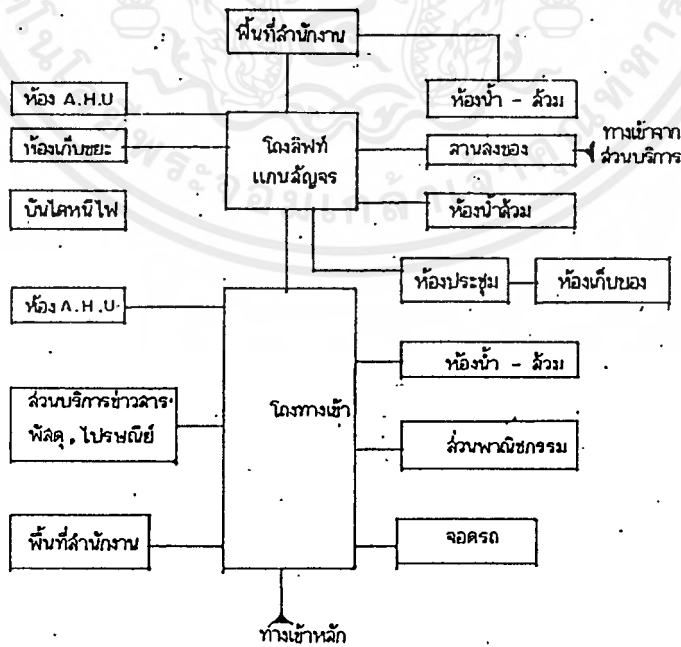 พื้นที่สำนักงาน
ห้อง A.H.U
ห้องน้ำ - ส้วม
ห้องเก็บขยะ
โถงลิฟท์
แกนสัญจร
ลานลงของ
ทางเข้าจาก
ส่วนบริการ
บันไดหนีไฟ
ห้องน้ำส้วม
ห้องประชุม
ห้องเก็บของ
ห้อง A.H.U
ห้องน้ำ - ส้วม
ส่วนบริการข่าวสาร
พัสดุ, ไปรษณีย์
โถงทางเข้า
ส่วนพาณิชกรรม
พื้นที่สำนักงาน
จอดรถ
ทางเข้าหลัก